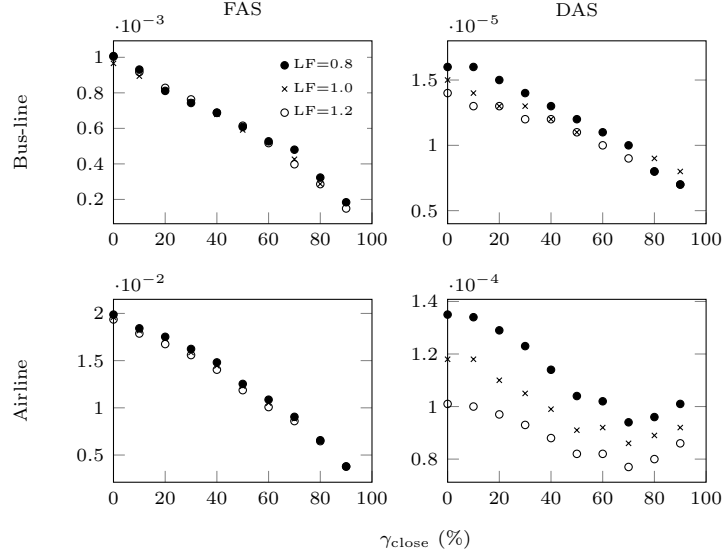 FAS DAS
·10⁻³ ·10⁻⁵
Bus-line
1
0.8
0.6
0.4
0.2
LF=0.8
LF=1.0
LF=1.2
0 20 40 60 80 100
1.5
1
0.5
0 20 40 60 80 100
·10⁻² ·10⁻⁴
Airline
2
1.5
1
0.5
0 20 40 60 80 100
1.4
1.2
1
0.8
0 20 40 60 80 100
γclose (%)